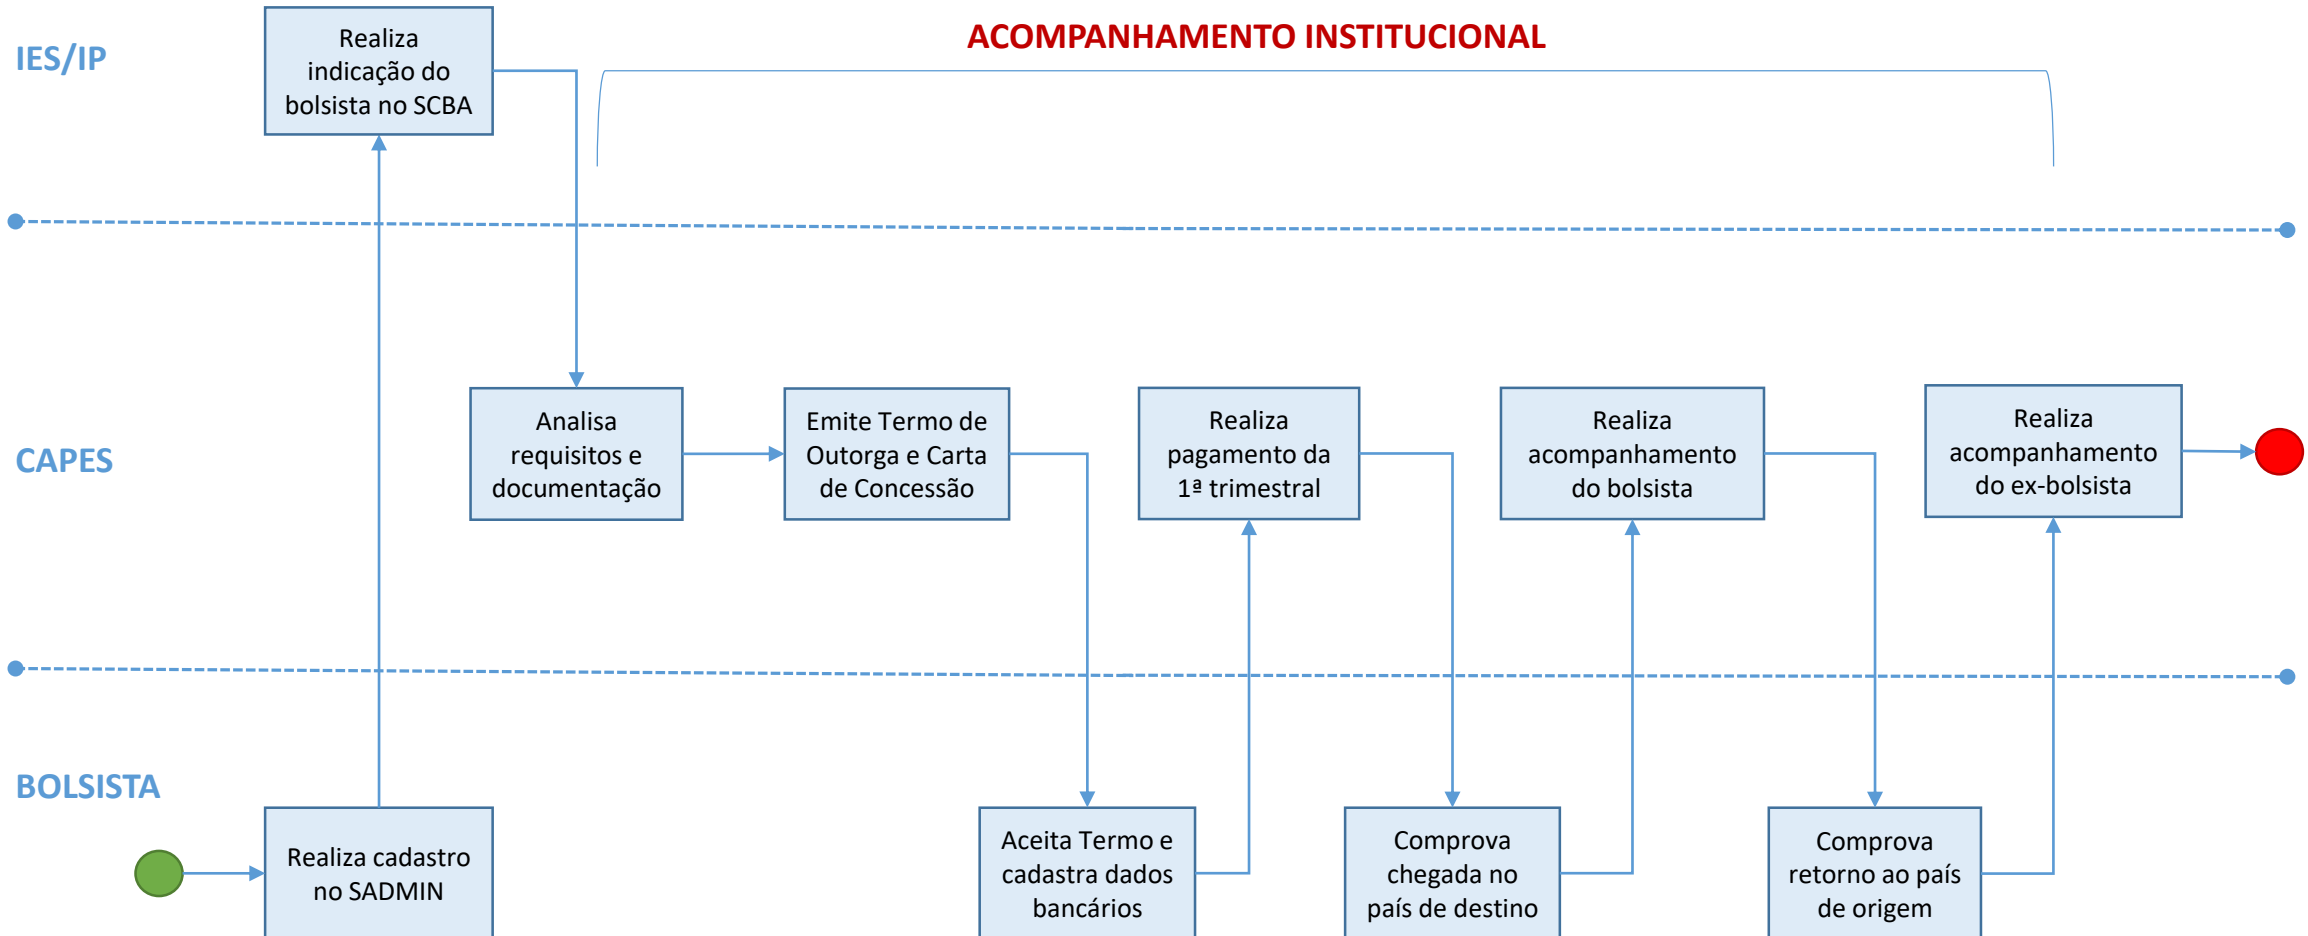 IES/IP
Realiza
indicação do
bolsista no SCBA
ACOMPANHAMENTO INSTITUCIONAL
CAPES
Analisa
requisitos e
documentação
Emite Termo de
Outorga e Carta
de Concessão
Realiza
pagamento da
1ª trimestral
Realiza
acompanhamento
do bolsista
Realiza
acompanhamento
do ex-bolsista
BOLSISTA
Realiza cadastro
no SADMIN
Aceita Termo e
cadastra dados
bancários
Comprova
chegada no
país de destino
Comprova
retorno ao país
de origem